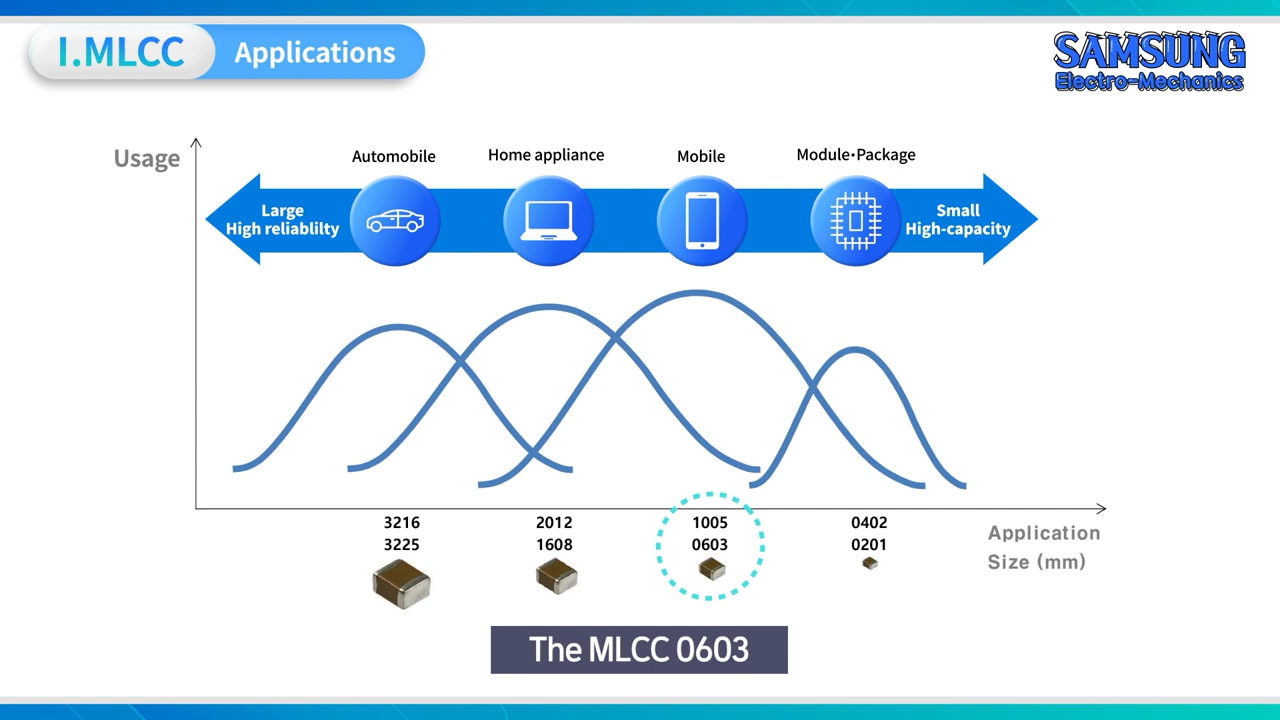 I.MLCC
Applications
SAMSUNG
Electro-Mechanics
Usage
Automobile
Home appliance
Mobile
Module•Package
Large
High reliablilty
Small
High-capacity
3216
3225
2012
1608
1005
0603
0402
0201
Application
Size (mm)
The MLCC 0603